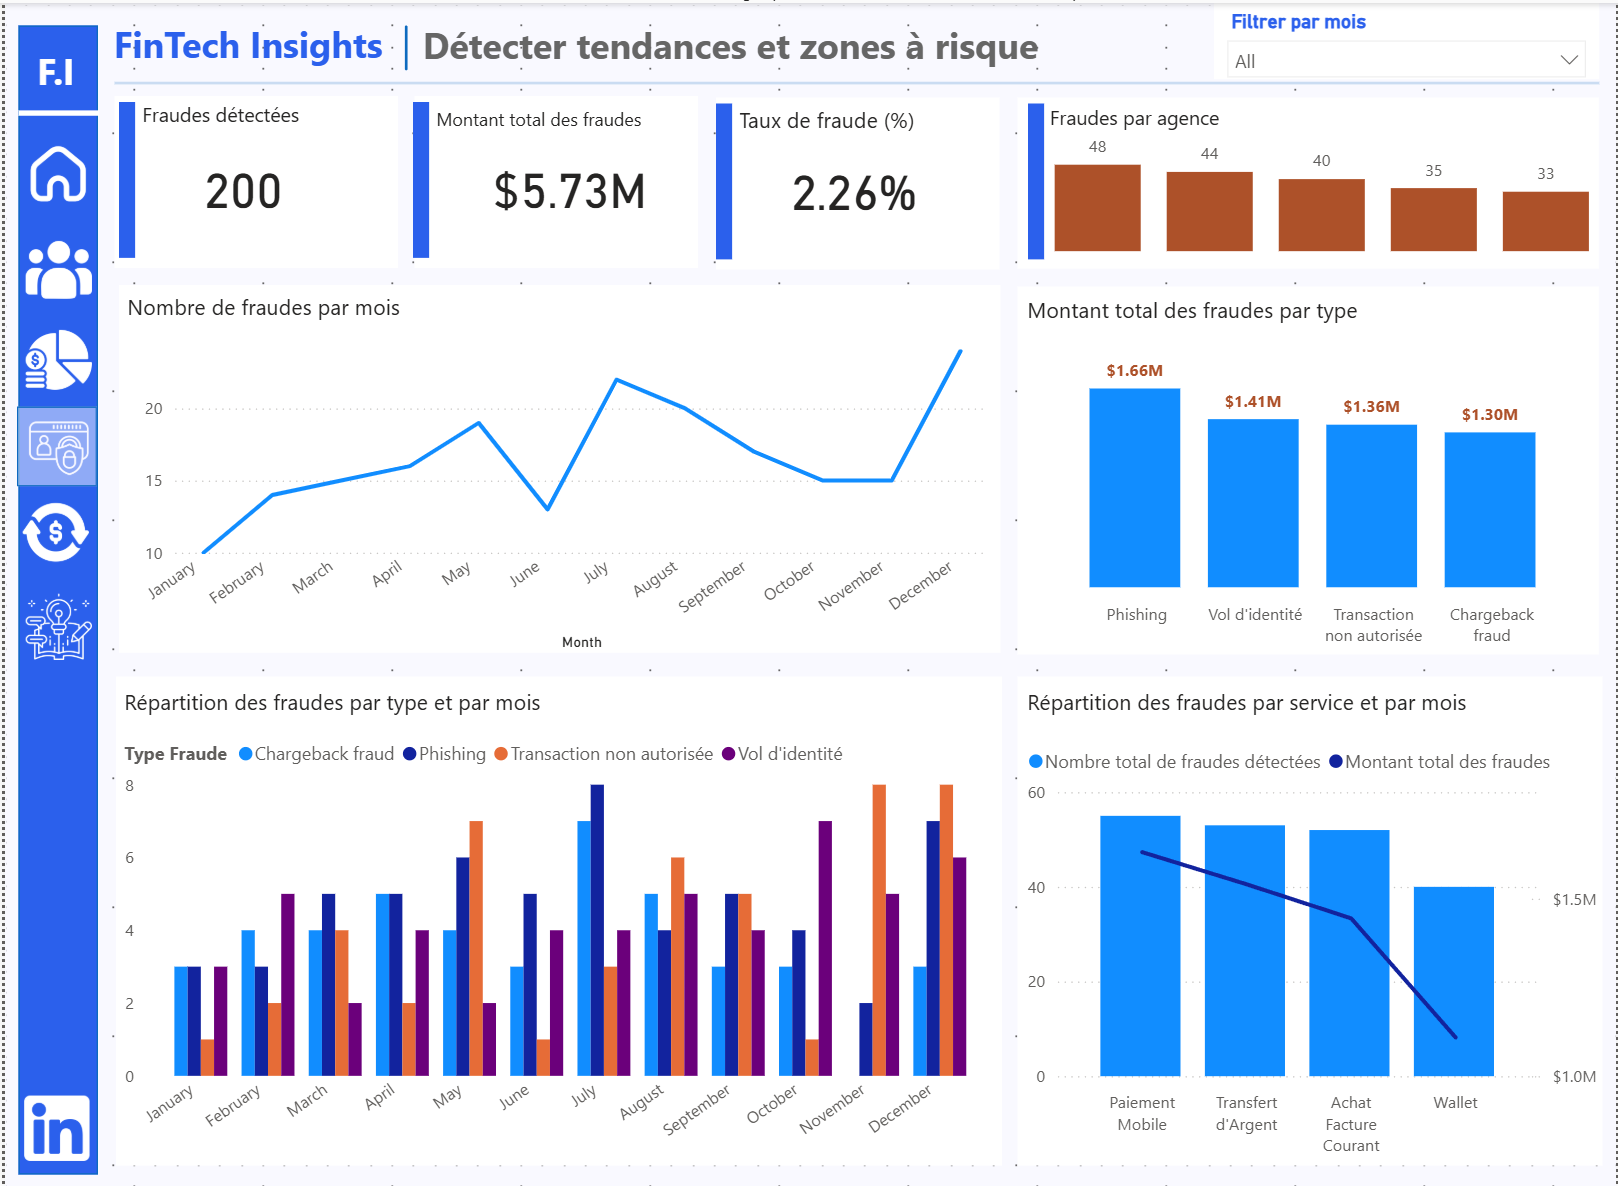 F.I
FinTech Insights
Détecter tendances et zones à risque
Filtrer par mois
All
Fraudes détectées
200
Montant total des fraudes
$5.73M
Taux de fraude (%)
2.26%
Fraudes par agence
48
44
40
35
33
Nombre de fraudes par mois
20
15
10
January
February
March
April
May
June
July
August
September
October
November
December
Month
Montant total des fraudes par type
$1.66M
$1.41M
$1.36M
$1.30M
Phishing
Vol d'identité
Transaction
non autorisée
Chargeback
fraud
Répartition des fraudes par type et par mois
Type Fraude Chargeback fraud Phishing Transaction non autorisée Vol d'identité
8
6
4
2
0
January
February
March
April
May
June
July
August
September
October
November
December
Répartition des fraudes par service et par mois
Nombre total de fraudes détectées Montant total des fraudes
60
40
20
0
$1.5M
$1.0M
Paiement
Mobile
Transfert
d'Argent
Achat
Facture
Courant
Wallet
in